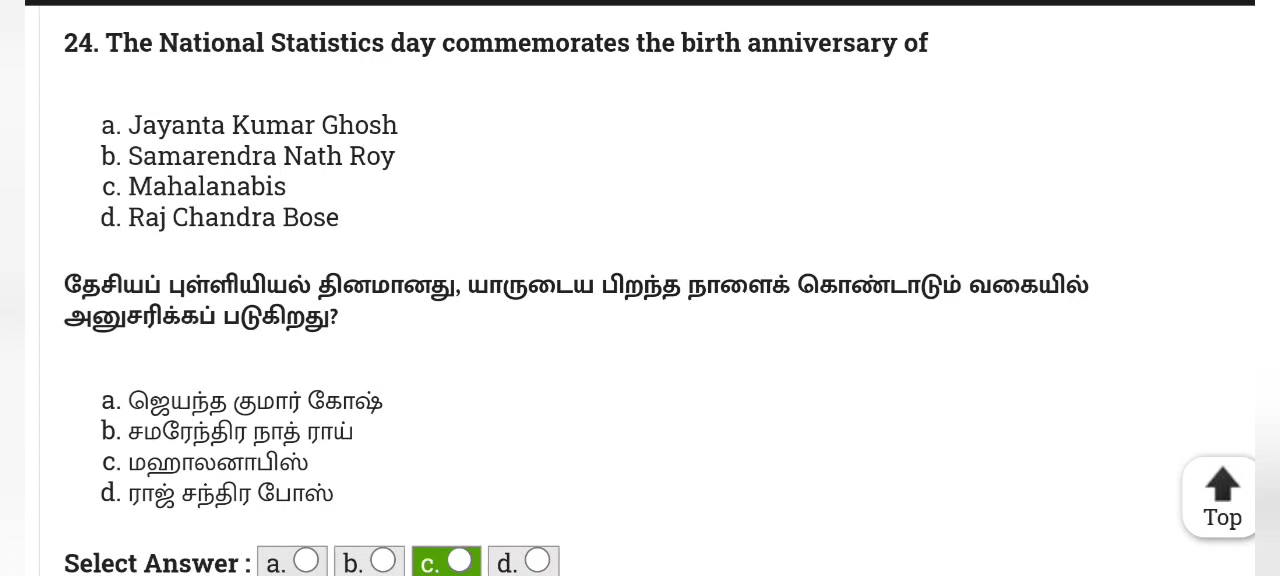 24. The National Statistics day commemorates the birth anniversary of
a. Jayanta Kumar Ghosh
b. Samarendra Nath Roy
c. Mahalanabis
d. Raj Chandra Bose
தேசியப் புள்ளியியல் தினமானது, யாருடைய பிறந்த நாளைக் கொண்டாடும் வகையில்
அனுசரிக்கப் படுகிறது?
a. ஜெயந்த குமார் கோஷ்
b. சமரேந்திர நாத் ராய்
c. மஹாலனாபிஸ்
d. ராஜ் சந்திர போஸ்
Top
Select Answer : a. b. c. d.